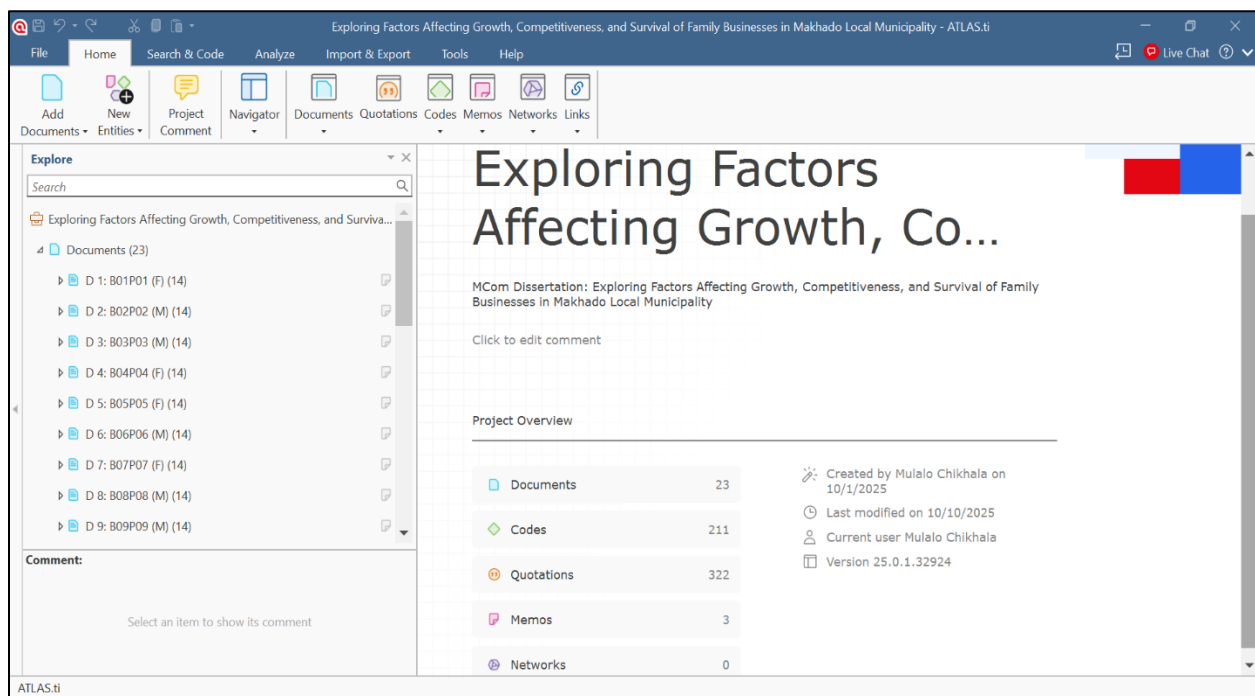 Exploring Factors Affecting Growth, Competitiveness, and Survival of Family Businesses in Makhado Local Municipality - ATLAS.ti
File Home Search & Code Analyze Import & Export Tools Help
Live Chat
Add Documents
New Entities
Project Comment
Navigator
Documents
Quotations
Codes
Memos
Networks
Links
Explore
Search
Exploring Factors Affecting Growth, Competitiveness, and Surviva...
Documents (23)
D 1: B01P01 (F) (14)
D 2: B02P02 (M) (14)
D 3: B03P03 (M) (14)
D 4: B04P04 (F) (14)
D 5: B05P05 (F) (14)
D 6: B06P06 (M) (14)
D 7: B07P07 (F) (14)
D 8: B08P08 (M) (14)
D 9: B09P09 (M) (14)
Comment:
Select an item to show its comment
Exploring Factors
Affecting Growth, Co...
MCom Dissertation: Exploring Factors Affecting Growth, Competitiveness, and Survival of Family
Businesses in Makhado Local Municipality
Click to edit comment
Project Overview
Documents 23
Codes 211
Quotations 322
Memos 3
Networks 0
Created by Mulalo Chikhala on
10/1/2025
Last modified on 10/10/2025
Current user Mulalo Chikhala
Version 25.0.1.32924
ATLAS.ti